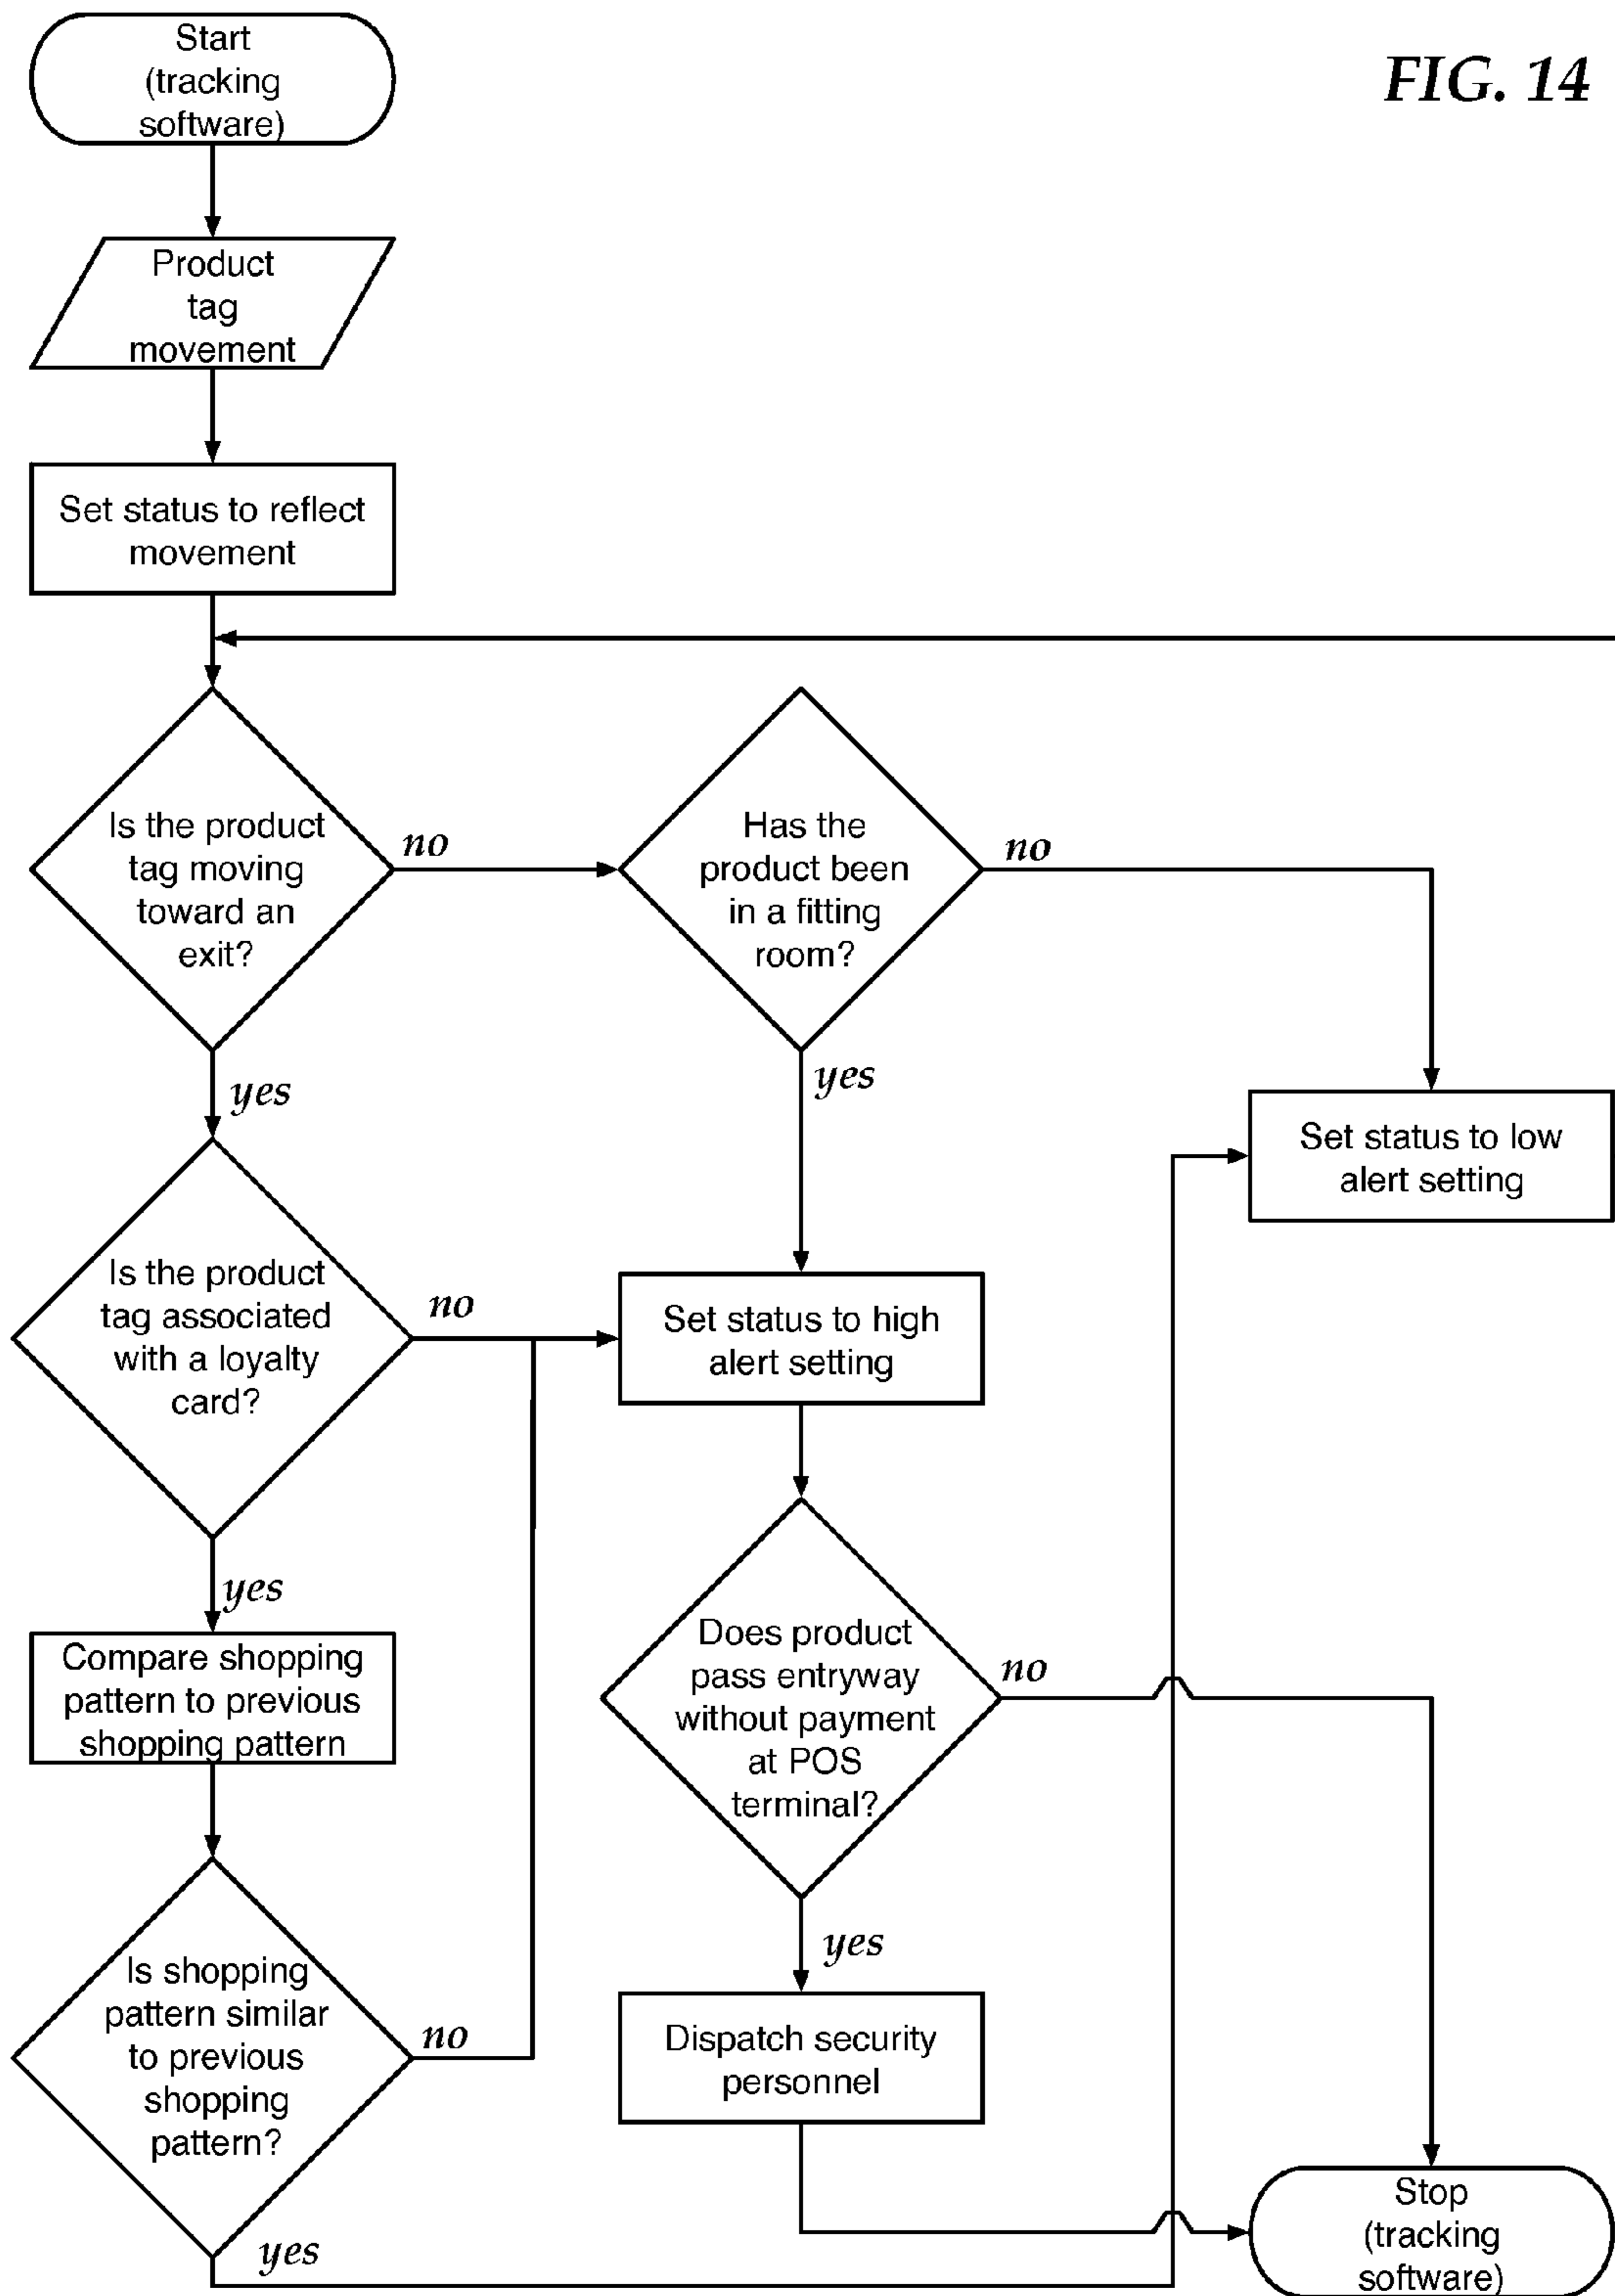 FIG. 14
Start
(tracking
software)
Product
tag
movement
Set status to reflect
movement
Is the product
tag moving
toward an
exit?
no
Has the
product been
in a fitting
room?
no
yes
yes
Set status to low
alert setting
Is the product
tag associated
with a loyalty
card?
no
Set status to high
alert setting
yes
Compare shopping
pattern to previous
shopping pattern
Does product
pass entryway
without payment
at POS
terminal?
no
yes
Is shopping
pattern similar
to previous
shopping
pattern?
no
Dispatch security
personnel
yes
Stop
(tracking
software)